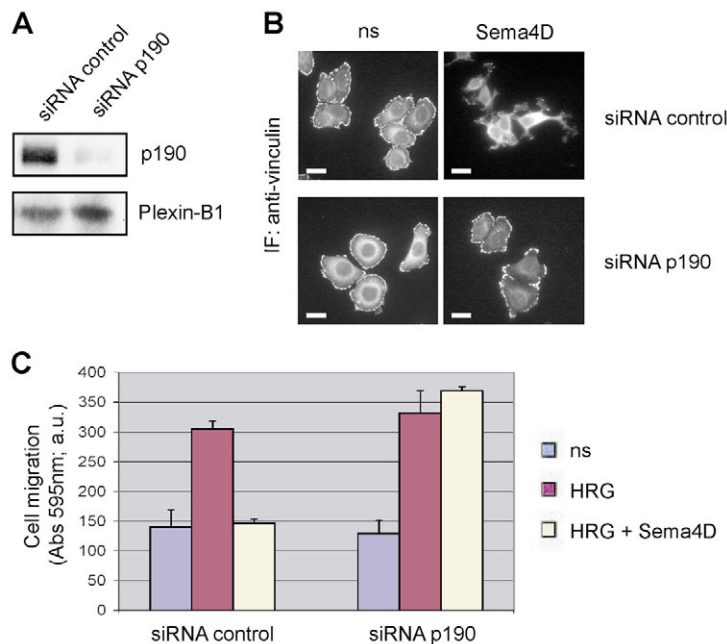 A
siRNA control
siRNA p190
p190
Plexin-B1
B
ns
Sema4D
IF: anti-vinculin
siRNA control
siRNA p190
C
Cell migration
(Abs 595nm; a.u.)
400
350
300
250
200
150
100
50
0
siRNA control
siRNA p190
ns
HRG
HRG + Sema4D